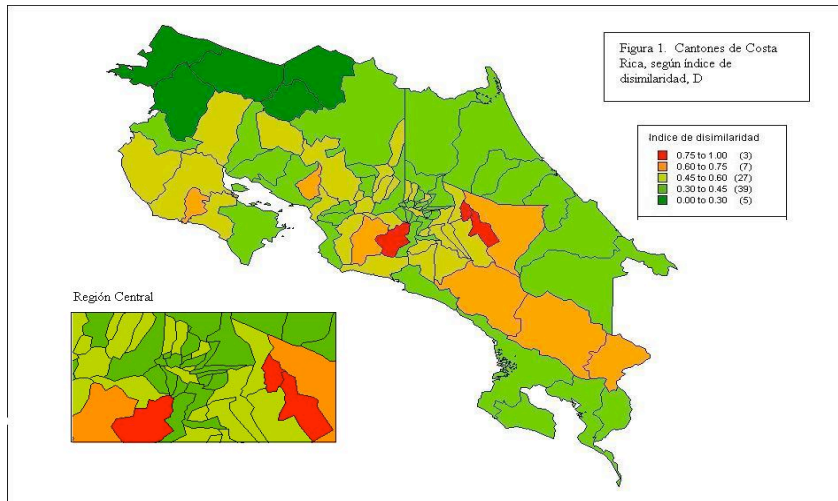 Figura 1. Cantones de Costa
Rica, según índice de
disimilaridad, D
Indice de disimilaridad
0.75 to 1.00 (3)
0.60 to 0.75 (7)
0.45 to 0.60 (27)
0.30 to 0.45 (39)
0.00 to 0.30 (5)
Región Central